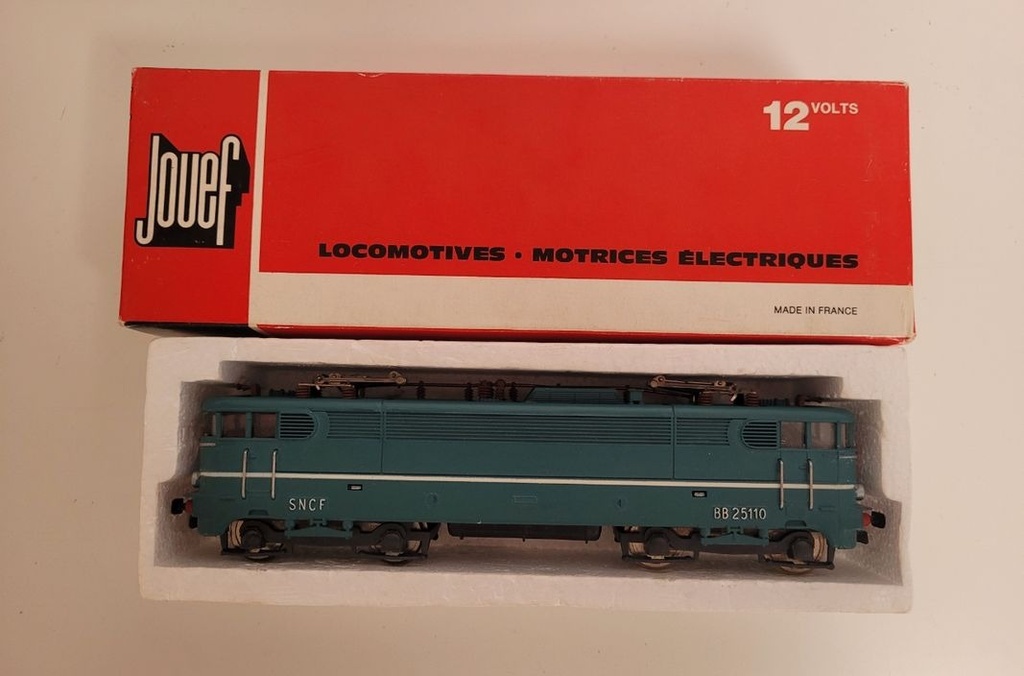 Jouef
12 VOLTS
LOCOMOTIVES · MOTRICES ÉLECTRIQUES
MADE IN FRANCE
SNCF
BB 25110